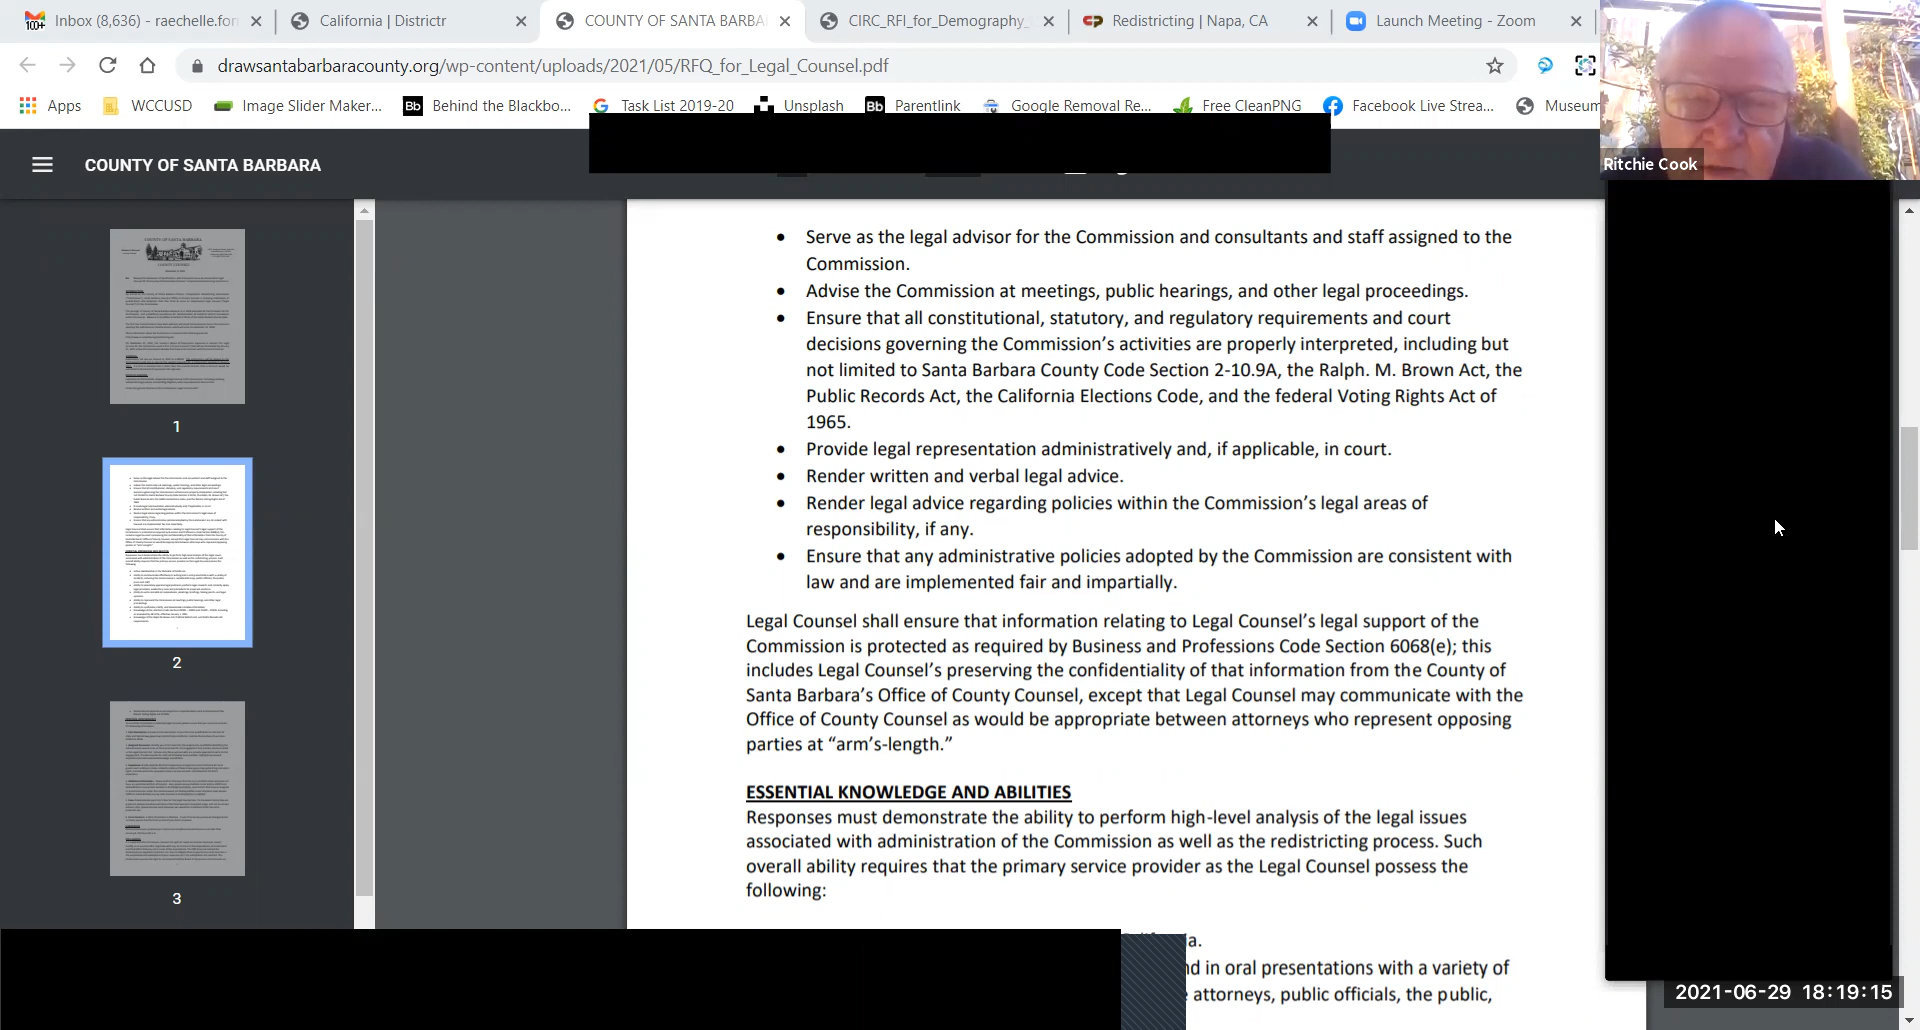 Inbox (8,636) - raechelle.fon
California | Districtr
COUNTY OF SANTA BARBA
CIRC_RFI_for_Demography_
Redistricting | Napa, CA
Launch Meeting - Zoom
drawsantabarbaracounty.org/wp-content/uploads/2021/05/RFQ_for_Legal_Counsel.pdf
Apps
WCCUSD
Image Slider Maker...
Behind the Blackbo...
Task List 2019-20
Unsplash
Parentlink
Google Removal Re...
Free CleanPNG
Facebook Live Strea...
Museum
Ritchie Cook
COUNTY OF SANTA BARBARA
1
2
3
• Serve as the legal advisor for the Commission and consultants and staff assigned to the
Commission.
• Advise the Commission at meetings, public hearings, and other legal proceedings.
• Ensure that all constitutional, statutory, and regulatory requirements and court
decisions governing the Commission’s activities are properly interpreted, including but
not limited to Santa Barbara County Code Section 2-10.9A, the Ralph. M. Brown Act, the
Public Records Act, the California Elections Code, and the federal Voting Rights Act of
1965.
• Provide legal representation administratively and, if applicable, in court.
• Render written and verbal legal advice.
• Render legal advice regarding policies within the Commission’s legal areas of
responsibility, if any.
• Ensure that any administrative policies adopted by the Commission are consistent with
law and are implemented fair and impartially.
Legal Counsel shall ensure that information relating to Legal Counsel’s legal support of the
Commission is protected as required by Business and Professions Code Section 6068(e); this
includes Legal Counsel’s preserving the confidentiality of that information from the County of
Santa Barbara’s Office of County Counsel, except that Legal Counsel may communicate with the
Office of County Counsel as would be appropriate between attorneys who represent opposing
parties at “arm’s-length.”
ESSENTIAL KNOWLEDGE AND ABILITIES
Responses must demonstrate the ability to perform high-level analysis of the legal issues
associated with administration of the Commission as well as the redistricting process. Such
overall ability requires that the primary service provider as the Legal Counsel possess the
following:
in oral presentations with a variety of
attorneys, public officials, the public,
2021-06-29 18:19:15